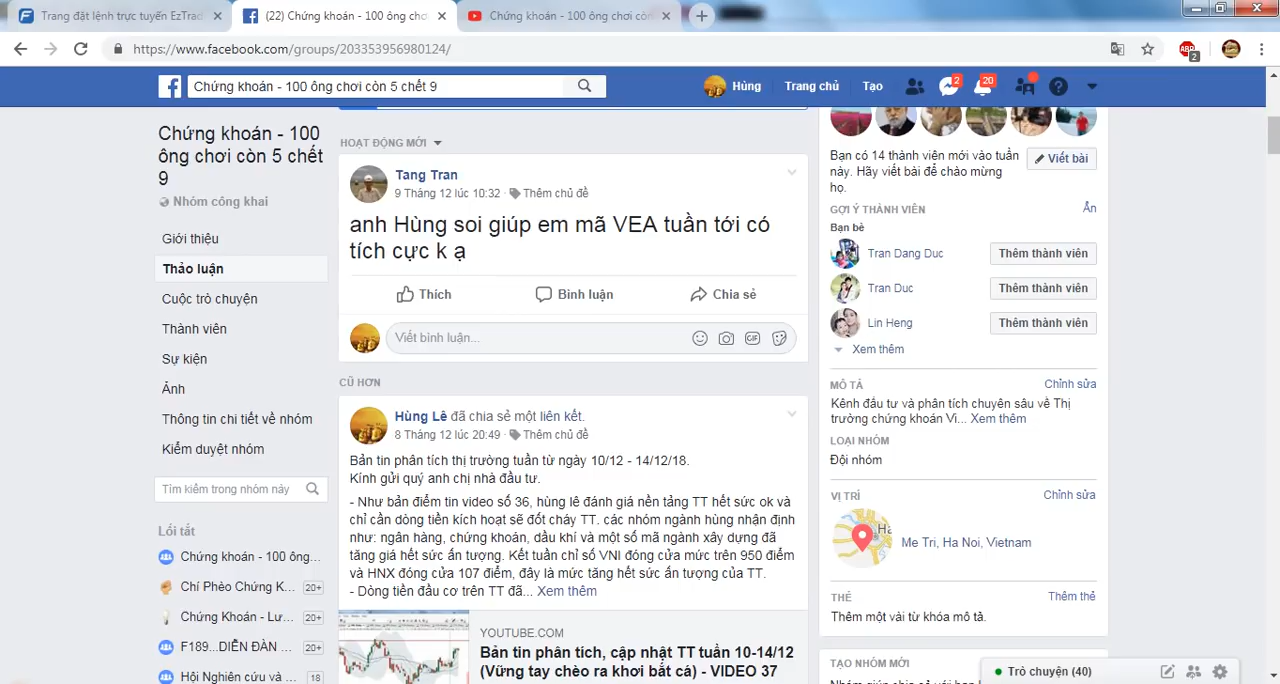 Trang đặt lệnh trực tuyến EzTrad
(22) Chứng khoán - 100 ông chơ
Chứng khoán - 100 ông chơi còn
https://www.facebook.com/groups/203353956980124/
ABP
2
Chứng khoán - 100 ông chơi còn 5 chết 9
Hùng
Trang chủ
Tạo
2
20
Chứng khoán - 100
ông chơi còn 5 chết
9
Nhóm công khai
Giới thiệu
Thảo luận
Cuộc trò chuyện
Thành viên
Sự kiện
Ảnh
Thông tin chi tiết về nhóm
Kiểm duyệt nhóm
Tìm kiếm trong nhóm này
Lối tắt
Chứng khoán - 100 ông...
Chí Phèo Chứng K... 20+
Chứng Khoán - Lư... 20+
F189...DIỄN ĐÀN ... 20+
Hội Nghiên cứu và ... 18
HOẠT ĐỘNG MỚI
Tang Tran
9 Tháng 12 lúc 10:32 · Thêm chủ đề
anh Hùng soi giúp em mã VEA tuần tới có
tích cực k ạ
Thích
Bình luận
Chia sẻ
Viết bình luận...
GIF
CŨ HƠN
Hùng Lê đã chia sẻ một liên kết.
8 Tháng 12 lúc 20:49 · Thêm chủ đề
Bản tin phân tích thị trường tuần từ ngày 10/12 - 14/12/18.
Kính gửi quý anh chị nhà đầu tư.
- Như bản điểm tin video số 36, hùng lê đánh giá nền tảng TT hết sức ok và
chỉ cần dòng tiền kích hoạt sẽ đốt cháy TT. các nhóm ngành hùng nhận định
như: ngân hàng, chứng khoán, dầu khí và một số mã ngành xây dựng đã
tăng giá hết sức ấn tượng. Kết tuần chỉ số VNI đóng cửa mức trên 950 điểm
và HNX đóng cửa 107 điểm, đây là mức tăng hết sức ấn tượng của TT.
- Dòng tiền đầu cơ trên TT đã... Xem thêm
YOUTUBE.COM
Bản tin phân tích, cập nhật TT tuần 10-14/12
(Vững tay chèo ra khơi bắt cá) - VIDEO 37
Bạn có 14 thành viên mới vào tuần
này. Hãy viết bài để chào mừng
họ.
Viết bài
GỢI Ý THÀNH VIÊN
Ẩn
Bạn bè
Tran Dang Duc
Thêm thành viên
Tran Duc
Thêm thành viên
Lin Heng
Thêm thành viên
Xem thêm
MÔ TẢ
Chỉnh sửa
Kênh đầu tư và phân tích chuyên sâu về Thị
trường chứng khoán Vi... Xem thêm
LOẠI NHÓM
Đội nhóm
VỊ TRÍ
Chỉnh sửa
Me Tri, Ha Noi, Vietnam
THẺ
Thêm thẻ
Thêm một vài từ khóa mô tả.
TẠO NHÓM MỚI
Trò chuyện (40)